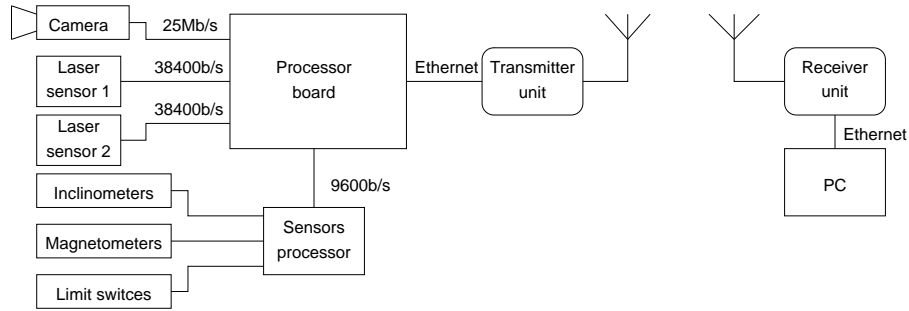 Camera
25Mb/s
Laser
sensor 1
38400b/s
Laser
sensor 2
38400b/s
Processor
board
Ethernet
Transmitter
unit
Receiver
unit
Ethernet
PC
9600b/s
Inclinometers
Magnetometers
Limit switces
Sensors
processor